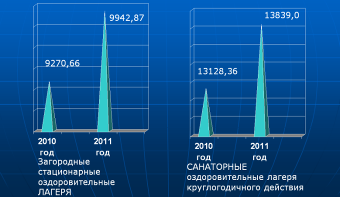 9942,87
9270,66
2010
год
2011
год
Загородные
стационарные
оздоровительные
ЛАГЕРЯ
13839,0
13128,36
2010
год
2011
год
САНАТОРНЫЕ
оздоровительные лагеря
круглогодичного действия